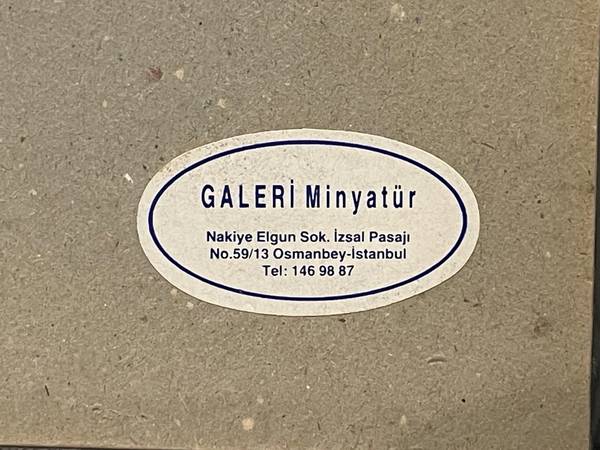 GALERİ Minyatür
Nakiye Elgun Sok. İzsal Pasajı
No.59/13 Osmanbey-İstanbul
Tel: 146 98 87